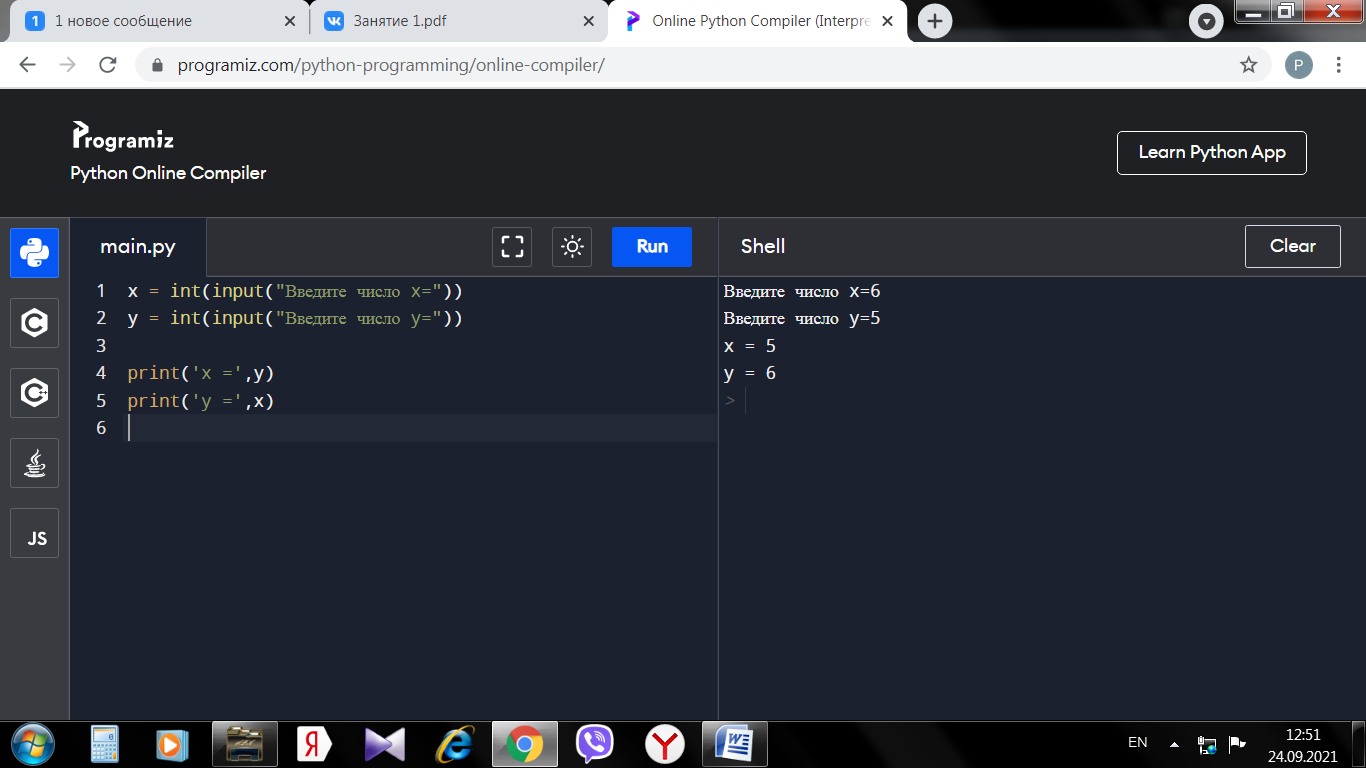 1 новое сообщение
Занятие 1.pdf
Online Python Compiler (Interpre
programiz.com/python-programming/online-compiler/
P
Programiz
Python Online Compiler
Learn Python App
main.py
Run
Shell
Clear
1 x = int(input("Введите число x="))
2 y = int(input("Введите число y="))
3
4 print('x =',y)
5 print('y =',x)
6
Введите число x=6
Введите число y=5
x = 5
y = 6
>
JS
EN
12:51
24.09.2021